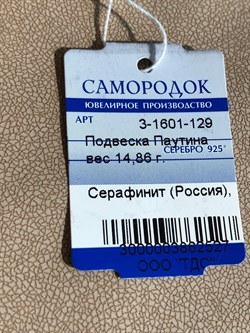 САМОРОДОК
ЮВЕЛИРНОЕ ПРОИЗВОДСТВО
АРТ 3-1601-129
Подвеска Паутина
вес 14,86 г. СЕРЕБРО 925°
Серафинит (Россия),
ООО "ТДС"